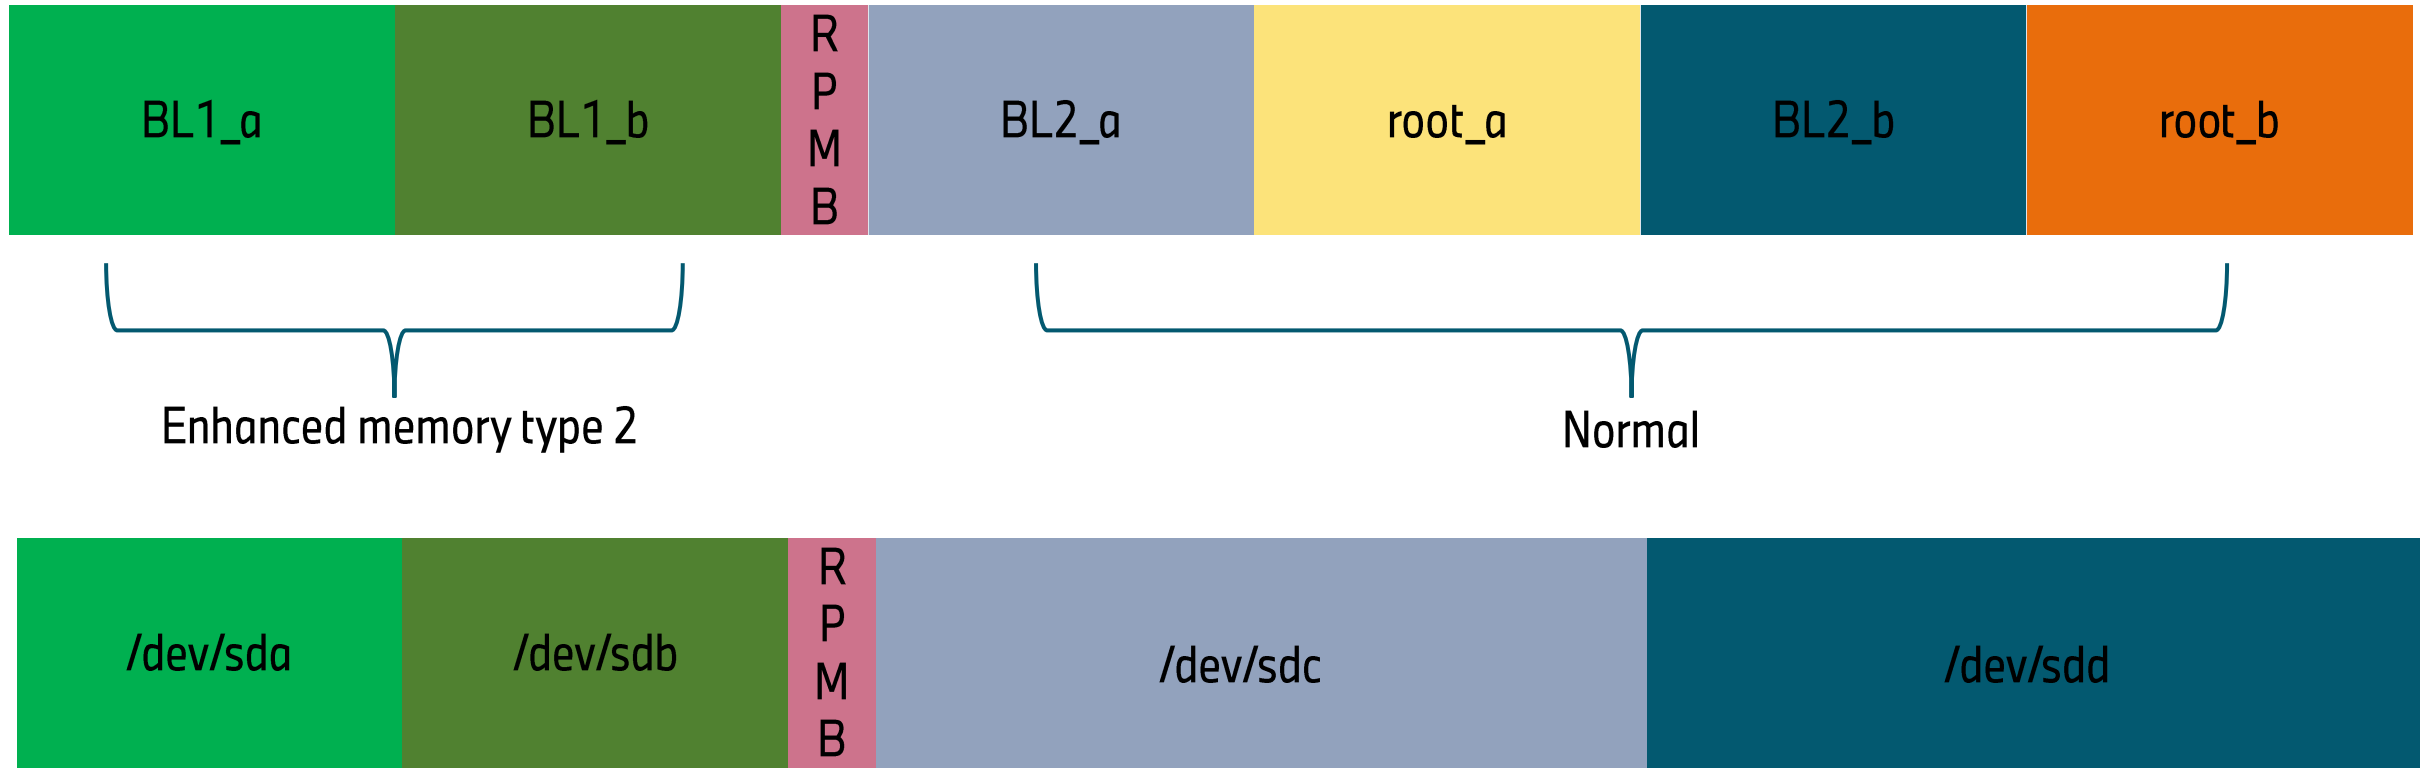 BL1_a
BL1_b
R
P
M
B
BL2_a
root_a
BL2_b
root_b
Enhanced memory type 2
Normal
/dev/sda
/dev/sdb
R
P
M
B
/dev/sdc
/dev/sdd